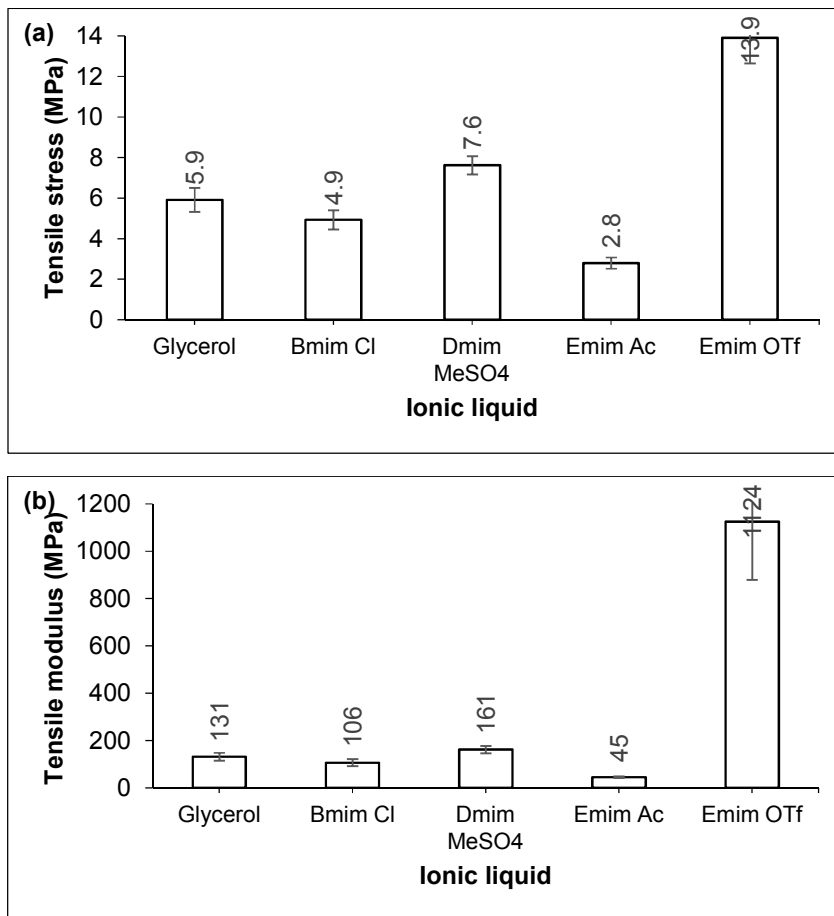 (a)
Tensile stress (MPa)
14
12
10
8
6
4
2
0
5.9
4.9
7.6
2.8
13.9
Glycerol
Bmim Cl
Dmim
MeSO4
Emim Ac
Emim OTf
Ionic liquid
(b)
Tensile modulus (MPa)
1200
1000
800
600
400
200
0
131
106
161
45
1124
Glycerol
Bmim Cl
Dmim
MeSO4
Emim Ac
Emim OTf
Ionic liquid